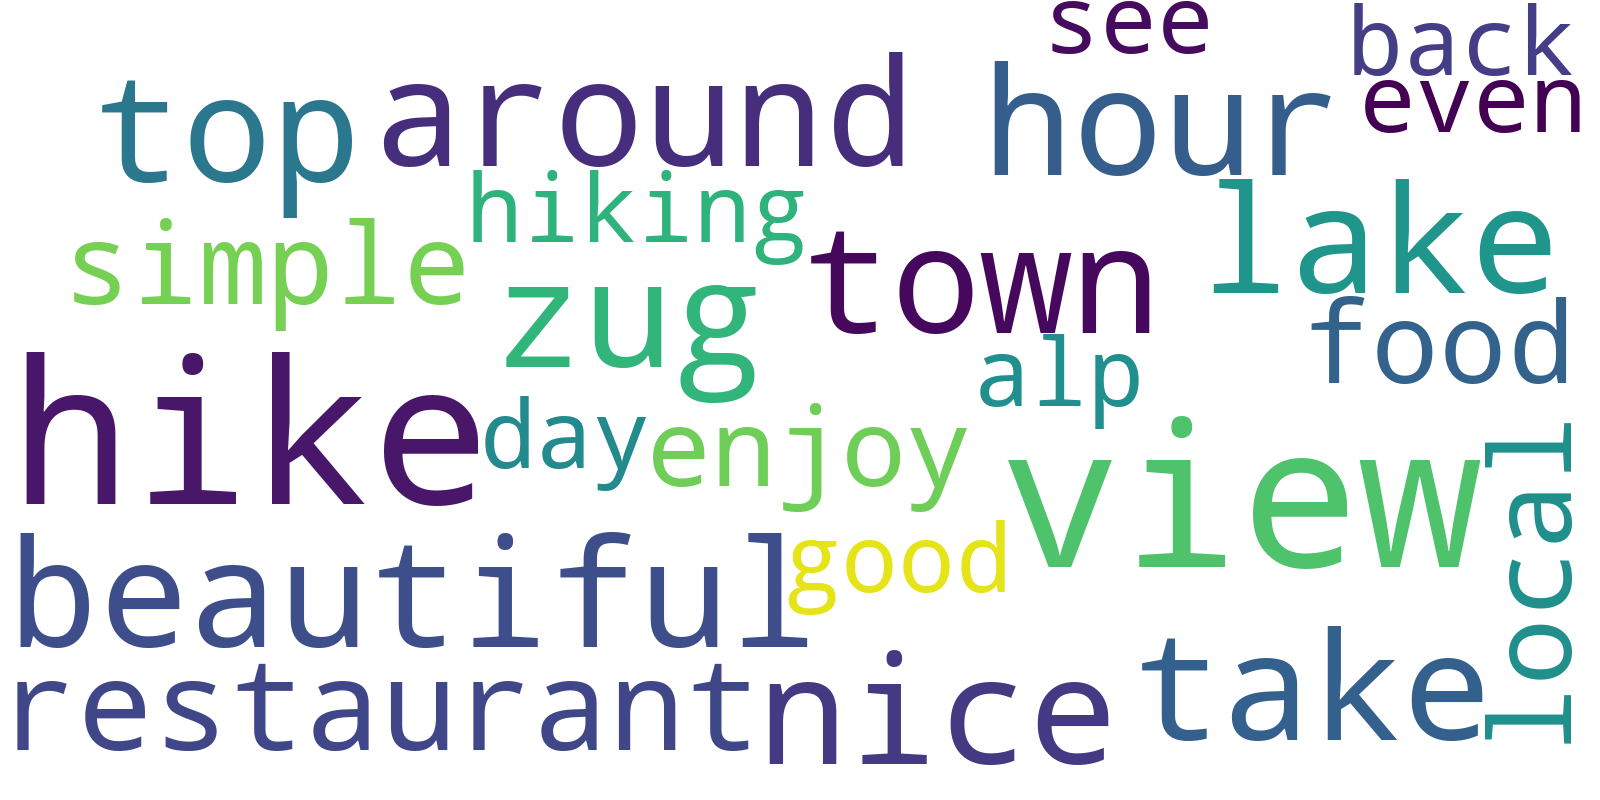 see
back
even
top
around
hour
hiking
lake
simple
town
zug
food
alp
hike
day
enjoy
view
local
good
beautiful
take
restaurant
nice